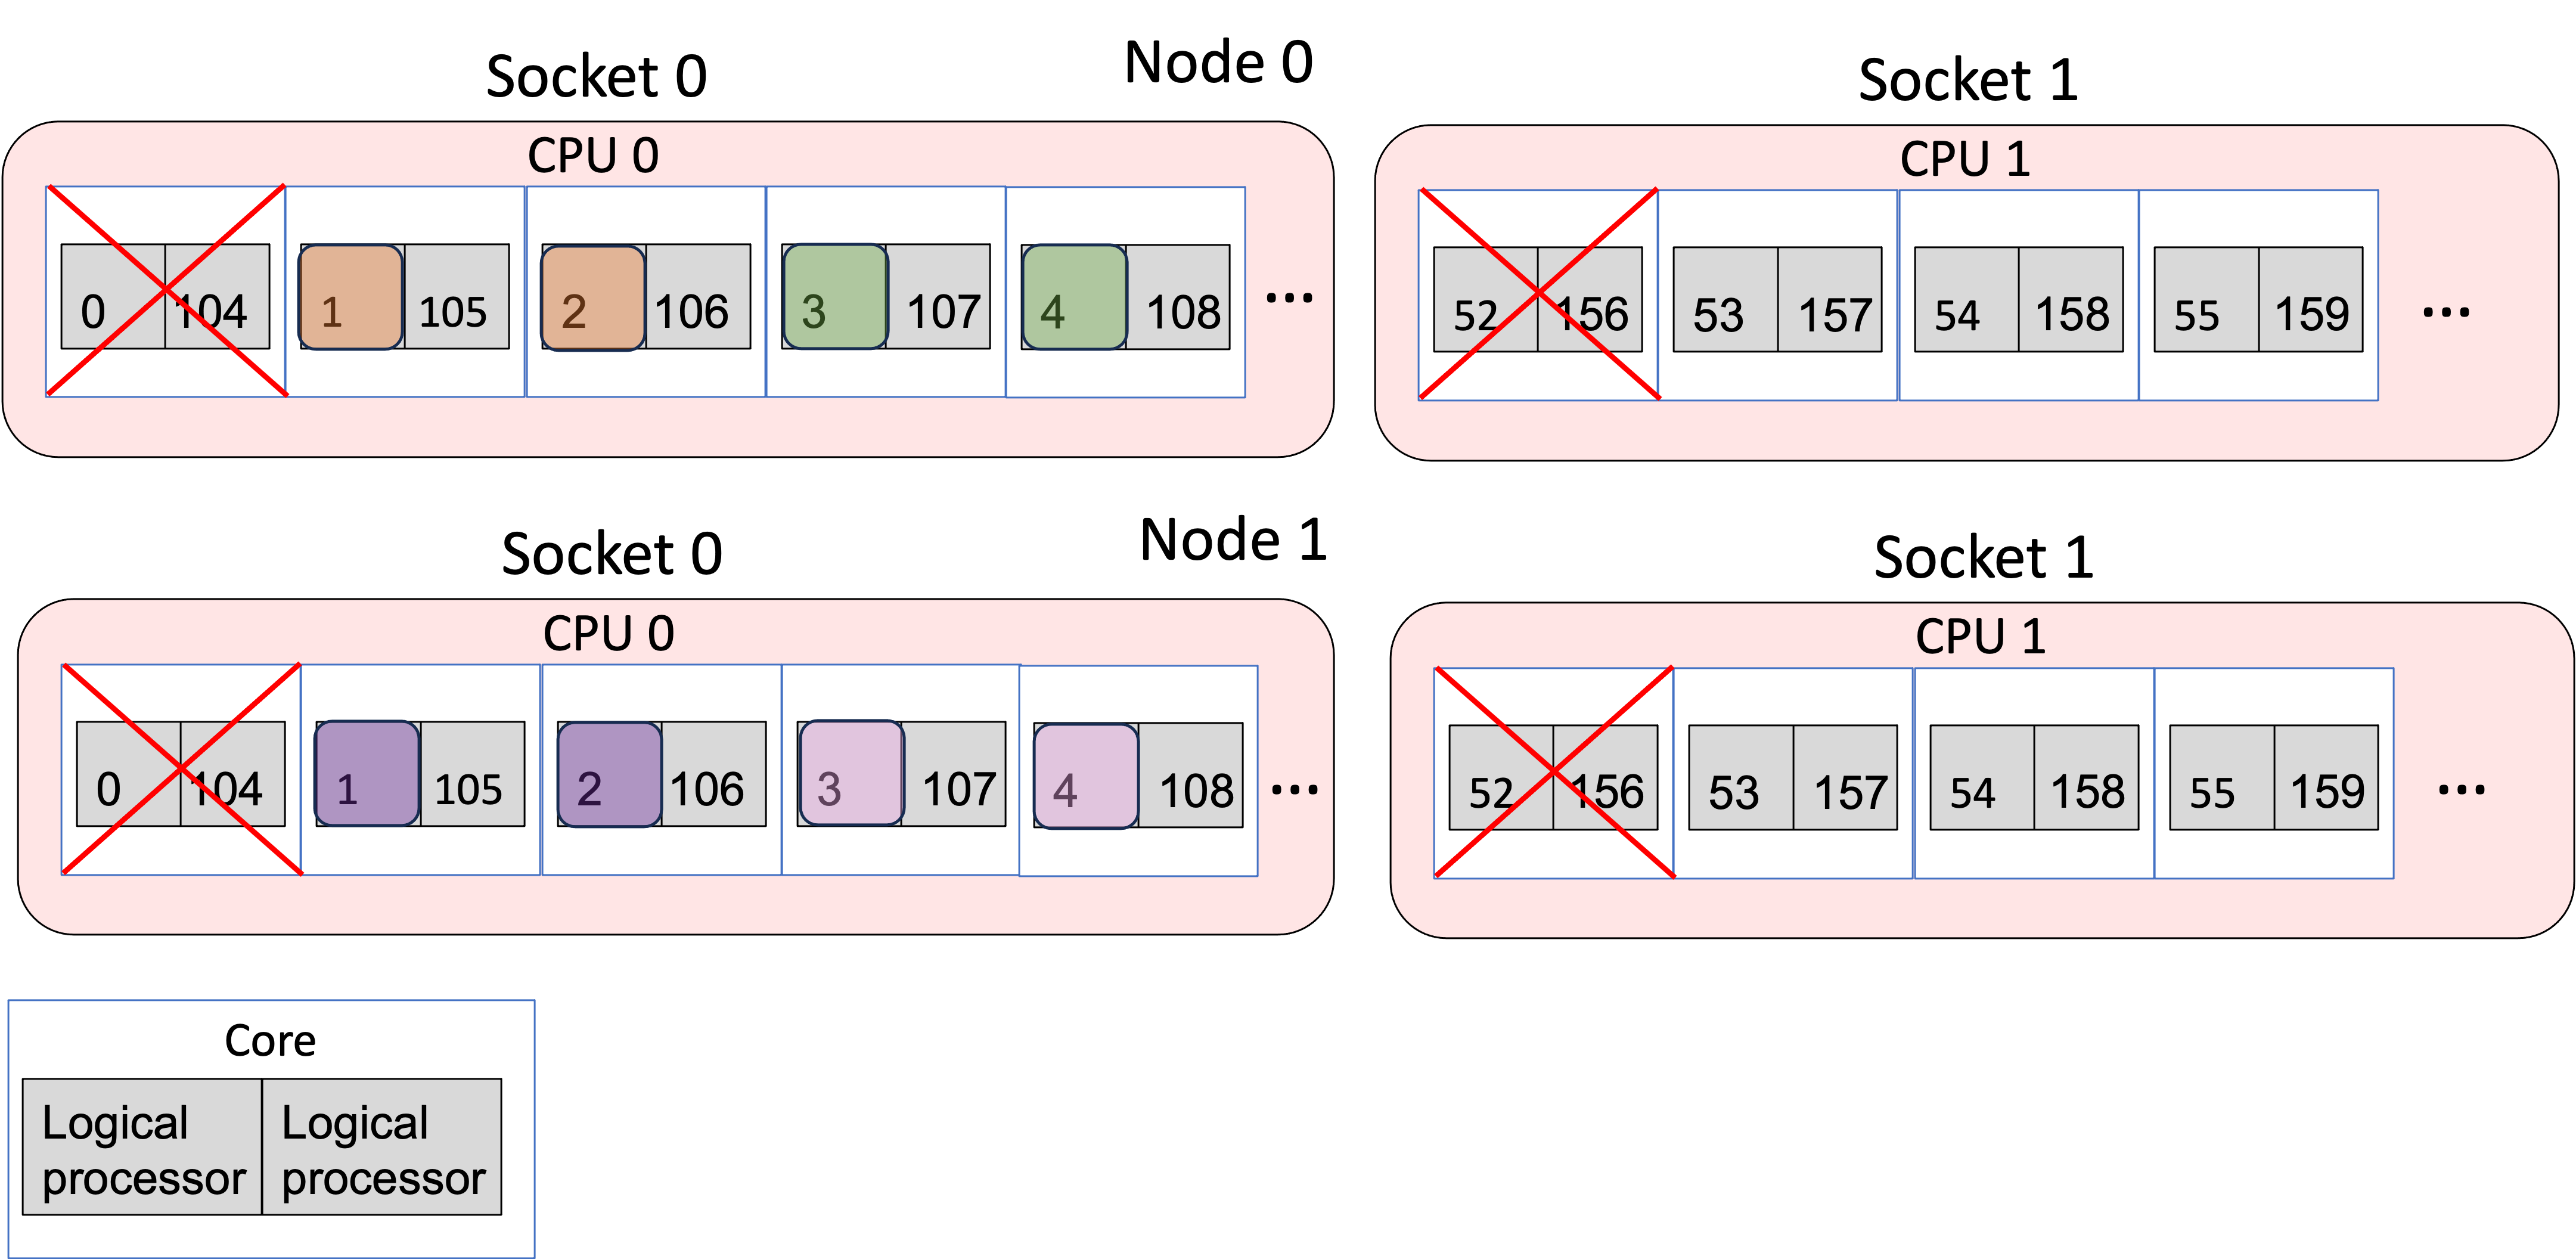 Socket 0
Node 0
Socket 1
CPU 0
CPU 1
0 104 1 105 2 106 3 107 4 108 ...
52 156 53 157 54 158 55 159 ...
Socket 0
Node 1
Socket 1
CPU 0
CPU 1
0 104 1 105 2 106 3 107 4 108 ...
52 156 53 157 54 158 55 159 ...
Core
Logical
processor
Logical
processor